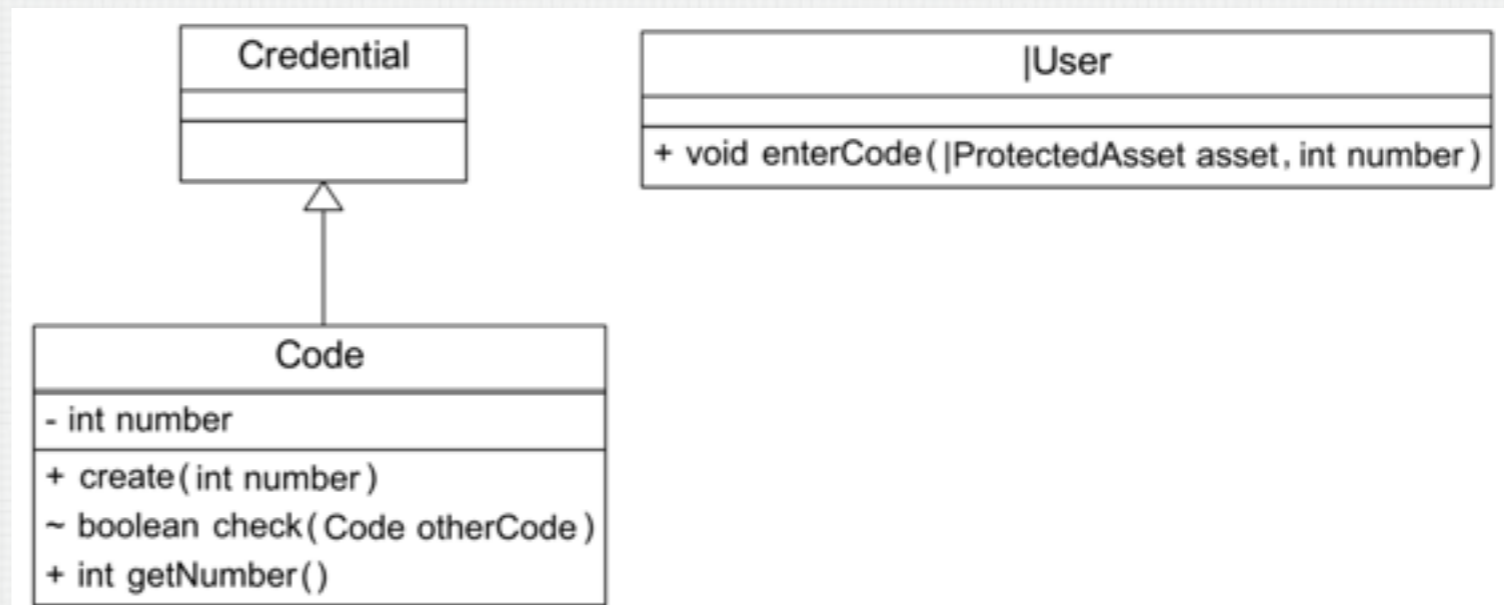 Credential
|User
+ void enterCode(|ProtectedAsset asset, int number)
Code
- int number
+ create(int number)
~ boolean check(Code otherCode)
+ int getNumber()